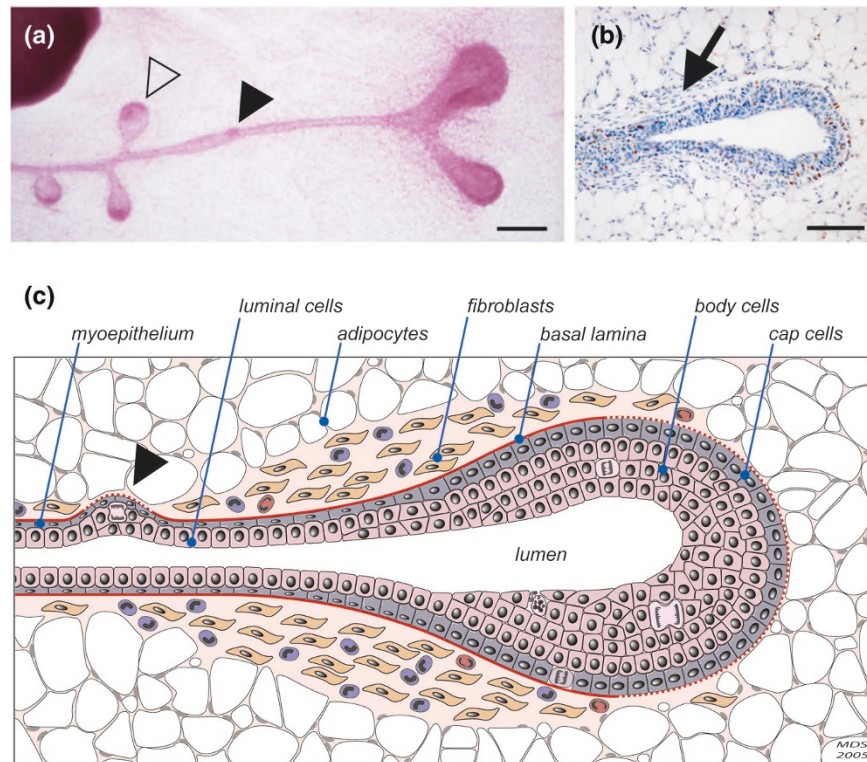 (a)
(b)
(c)
luminal cells
fibroblasts
body cells
myoepithelium
adipocytes
basal lamina
cap cells
lumen
MDS
2005